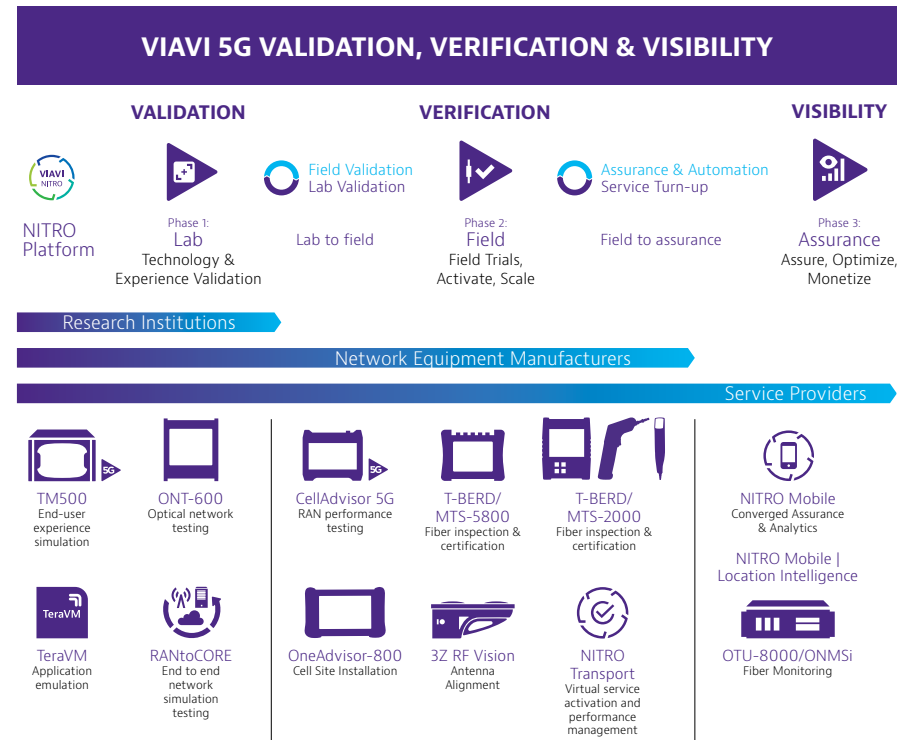 VIAVI 5G VALIDATION, VERIFICATION & VISIBILITY
VALIDATION
VERIFICATION
VISIBILITY
VIAVI
NITRO
Field Validation
Lab Validation
Assurance & Automation
Service Turn-up
NITRO
Platform
Phase 1:
Lab
Technology &
Experience Validation
Lab to field
Phase 2:
Field
Field Trials,
Activate, Scale
Field to assurance
Phase 3:
Assurance
Assure, Optimize,
Monetize
Research Institutions
Network Equipment Manufacturers
Service Providers
5G
TM500
End-user
experience
simulation
ONT-600
Optical network
testing
5G
CellAdvisor 5G
RAN performance
testing
T-BERD/
MTS-5800
Fiber inspection &
certification
T-BERD/
MTS-2000
Fiber inspection &
certification
NITRO Mobile
Converged Assurance
& Analytics
NITRO Mobile |
Location Intelligence
TeraVM
TeraVM
Application
emulation
RANtoCORE
End to end
network
simulation
testing
OneAdvisor-800
Cell Site Installation
3Z RF Vision
Antenna
Alignment
NITRO
Transport
Virtual service
activation and
performance
management
OTU-8000/ONMSi
Fiber Monitoring